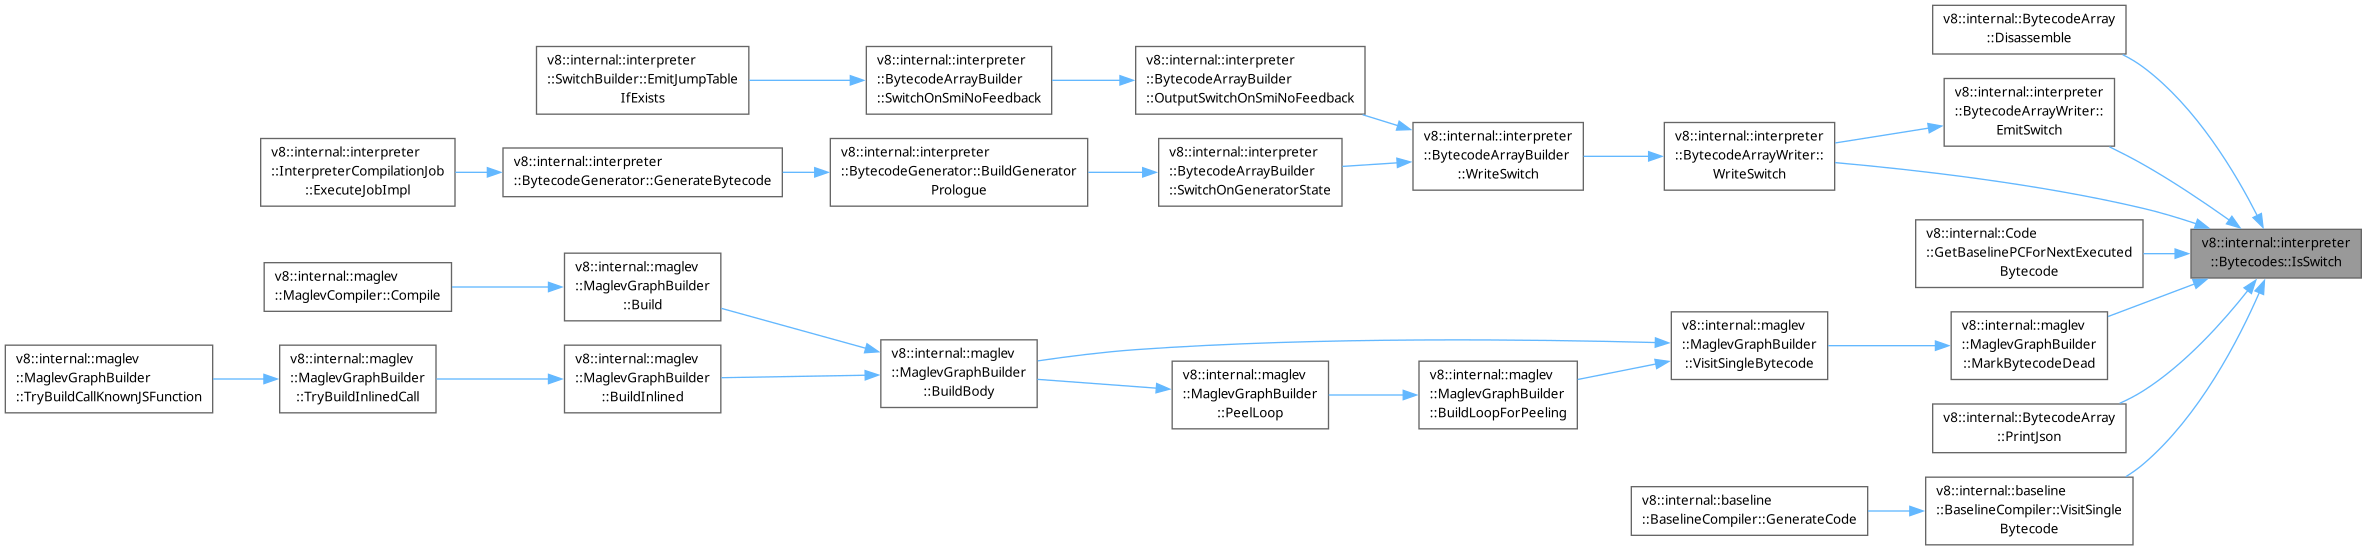 v8::internal::BytecodeArray
::Disassemble
v8::internal::interpreter
::SwitchBuilder::EmitJumpTable
IfExists
v8::internal::interpreter
::BytecodeArrayBuilder
::SwitchOnSmiNoFeedback
v8::internal::interpreter
::BytecodeArrayBuilder
::OutputSwitchOnSmiNoFeedback
v8::internal::interpreter
::BytecodeArrayWriter::
EmitSwitch
v8::internal::interpreter
::InterpreterCompilationJob
::ExecuteJobImpl
v8::internal::interpreter
::BytecodeGenerator::GenerateBytecode
v8::internal::interpreter
::BytecodeGenerator::BuildGenerator
Prologue
v8::internal::interpreter
::BytecodeArrayBuilder
::SwitchOnGeneratorState
v8::internal::interpreter
::BytecodeArrayBuilder
::WriteSwitch
v8::internal::interpreter
::BytecodeArrayWriter::
WriteSwitch
v8::internal::Code
::GetBaselinePCForNextExecuted
Bytecode
v8::internal::interpreter
::Bytecodes::IsSwitch
v8::internal::maglev
::MaglevCompiler::Compile
v8::internal::maglev
::MaglevGraphBuilder
::Build
v8::internal::maglev
::MaglevGraphBuilder
::TryBuildCallKnownJSFunction
v8::internal::maglev
::MaglevGraphBuilder
::TryBuildInlinedCall
v8::internal::maglev
::MaglevGraphBuilder
::BuildInlined
v8::internal::maglev
::MaglevGraphBuilder
::BuildBody
v8::internal::maglev
::MaglevGraphBuilder
::PeelLoop
v8::internal::maglev
::MaglevGraphBuilder
::BuildLoopForPeeling
v8::internal::maglev
::MaglevGraphBuilder
::VisitSingleBytecode
v8::internal::maglev
::MaglevGraphBuilder
::MarkBytecodeDead
v8::internal::BytecodeArray
::PrintJson
v8::internal::baseline
::BaselineCompiler::GenerateCode
v8::internal::baseline
::BaselineCompiler::VisitSingle
Bytecode